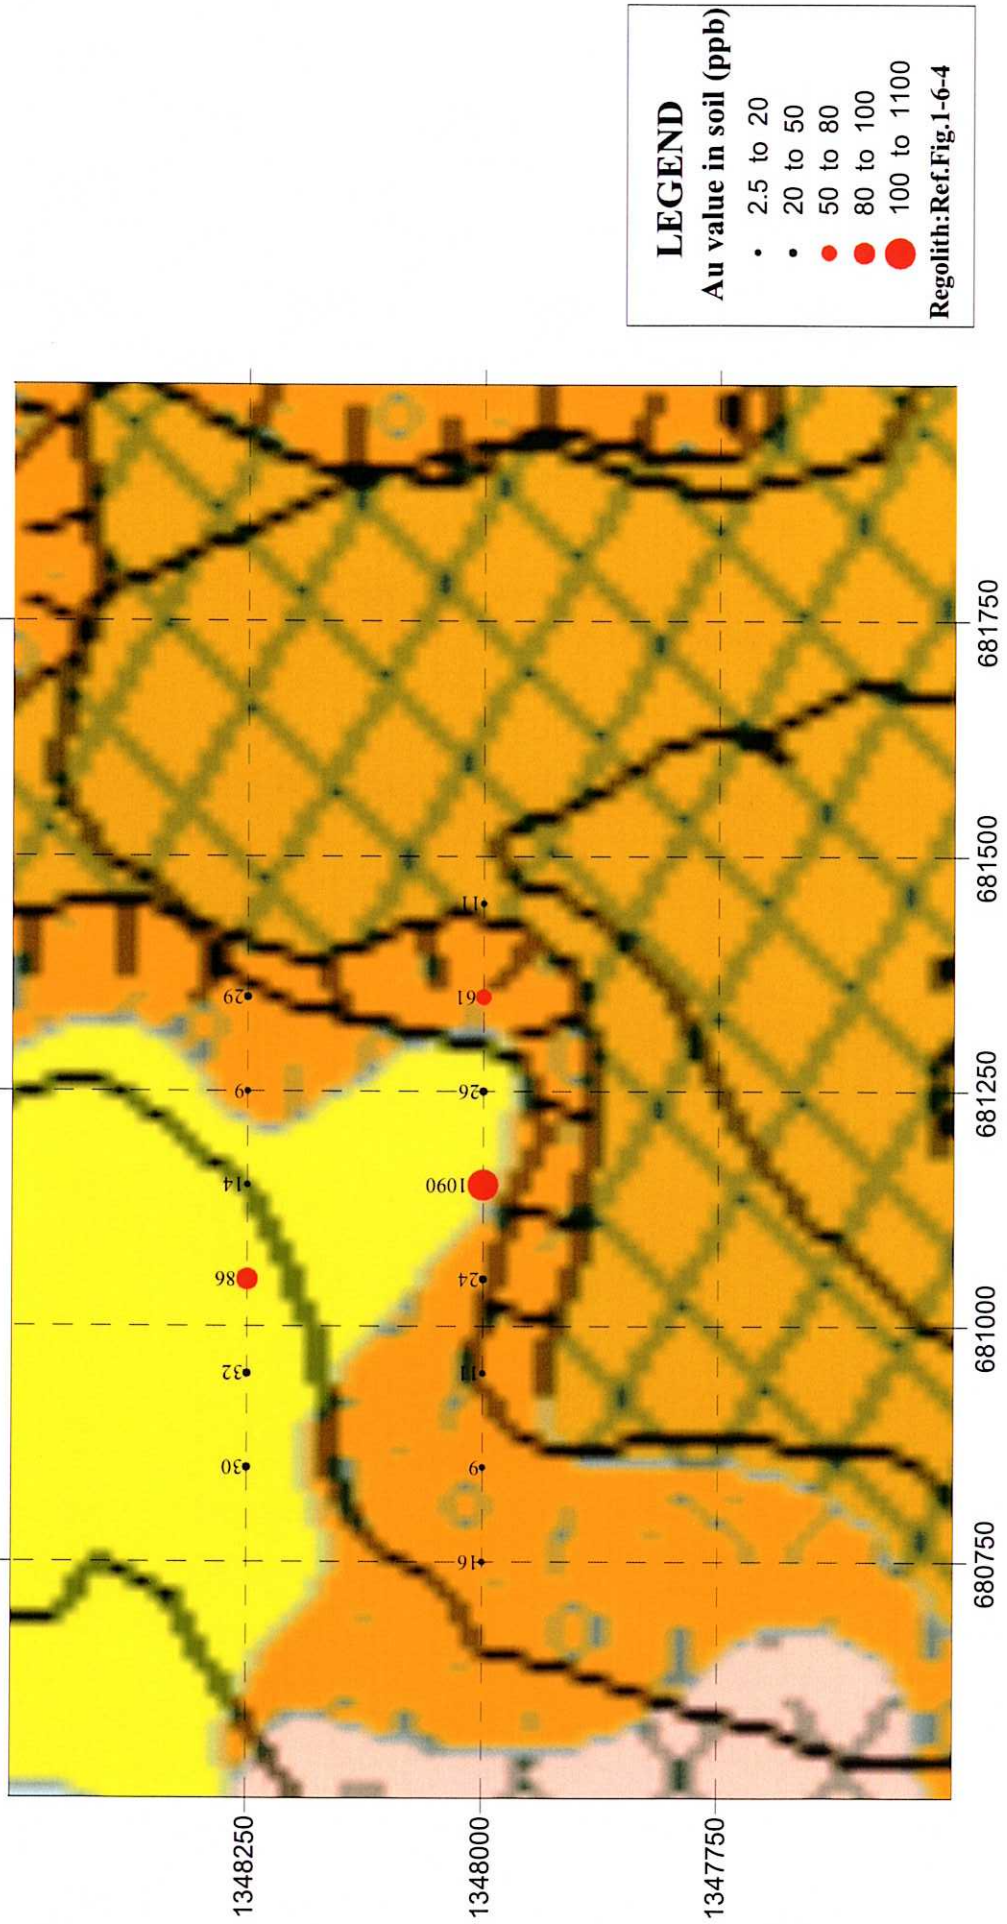 1348250
30
32
86
14
9
29
1348000
16
9
11
24
1090
26
61
11
1347750
680750
681000
681250
681500
681750
LEGEND
Au value in soil (ppb)
2.5 to 20
20 to 50
50 to 80
80 to 100
100 to 1100
Regolith:Ref.Fig.1-6-4